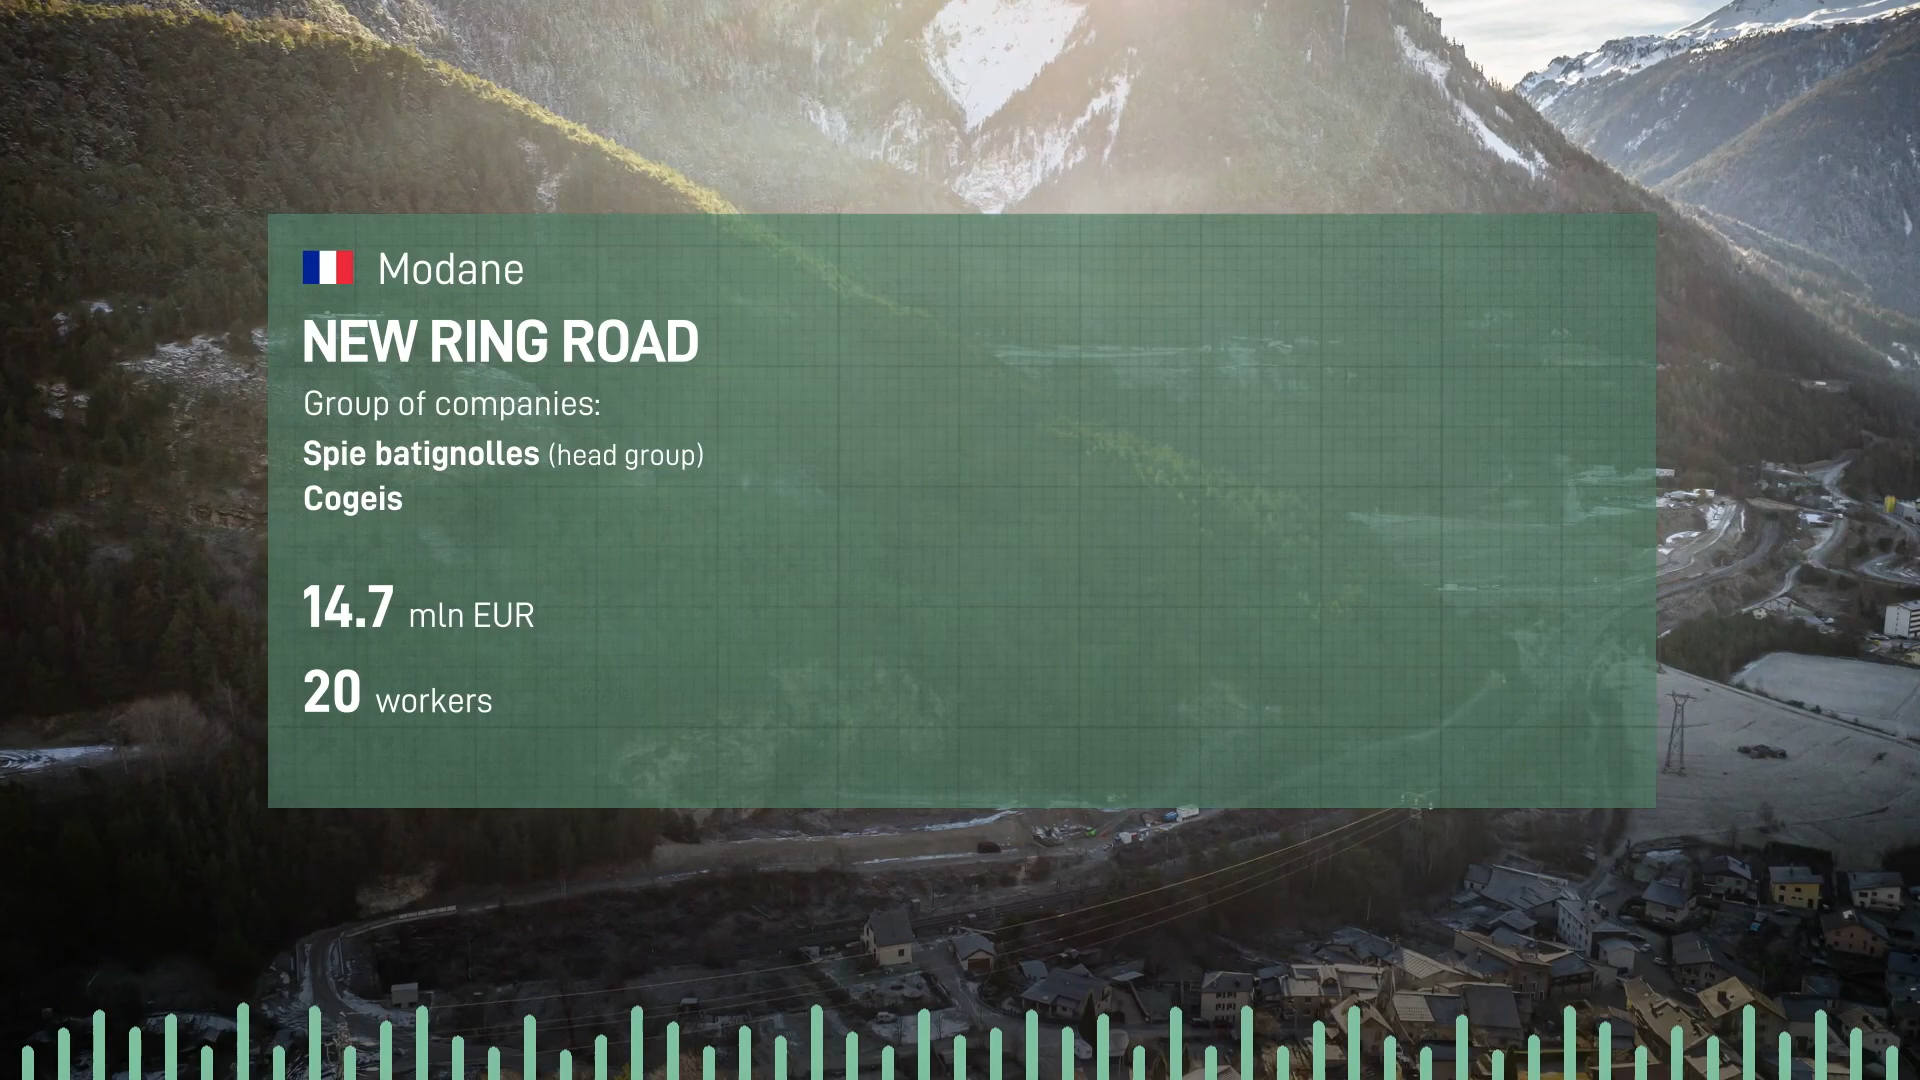 Modane
NEW RING ROAD
Group of companies:
Spie batignolles (head group)
Cogeis
14.7 mln EUR
20 workers